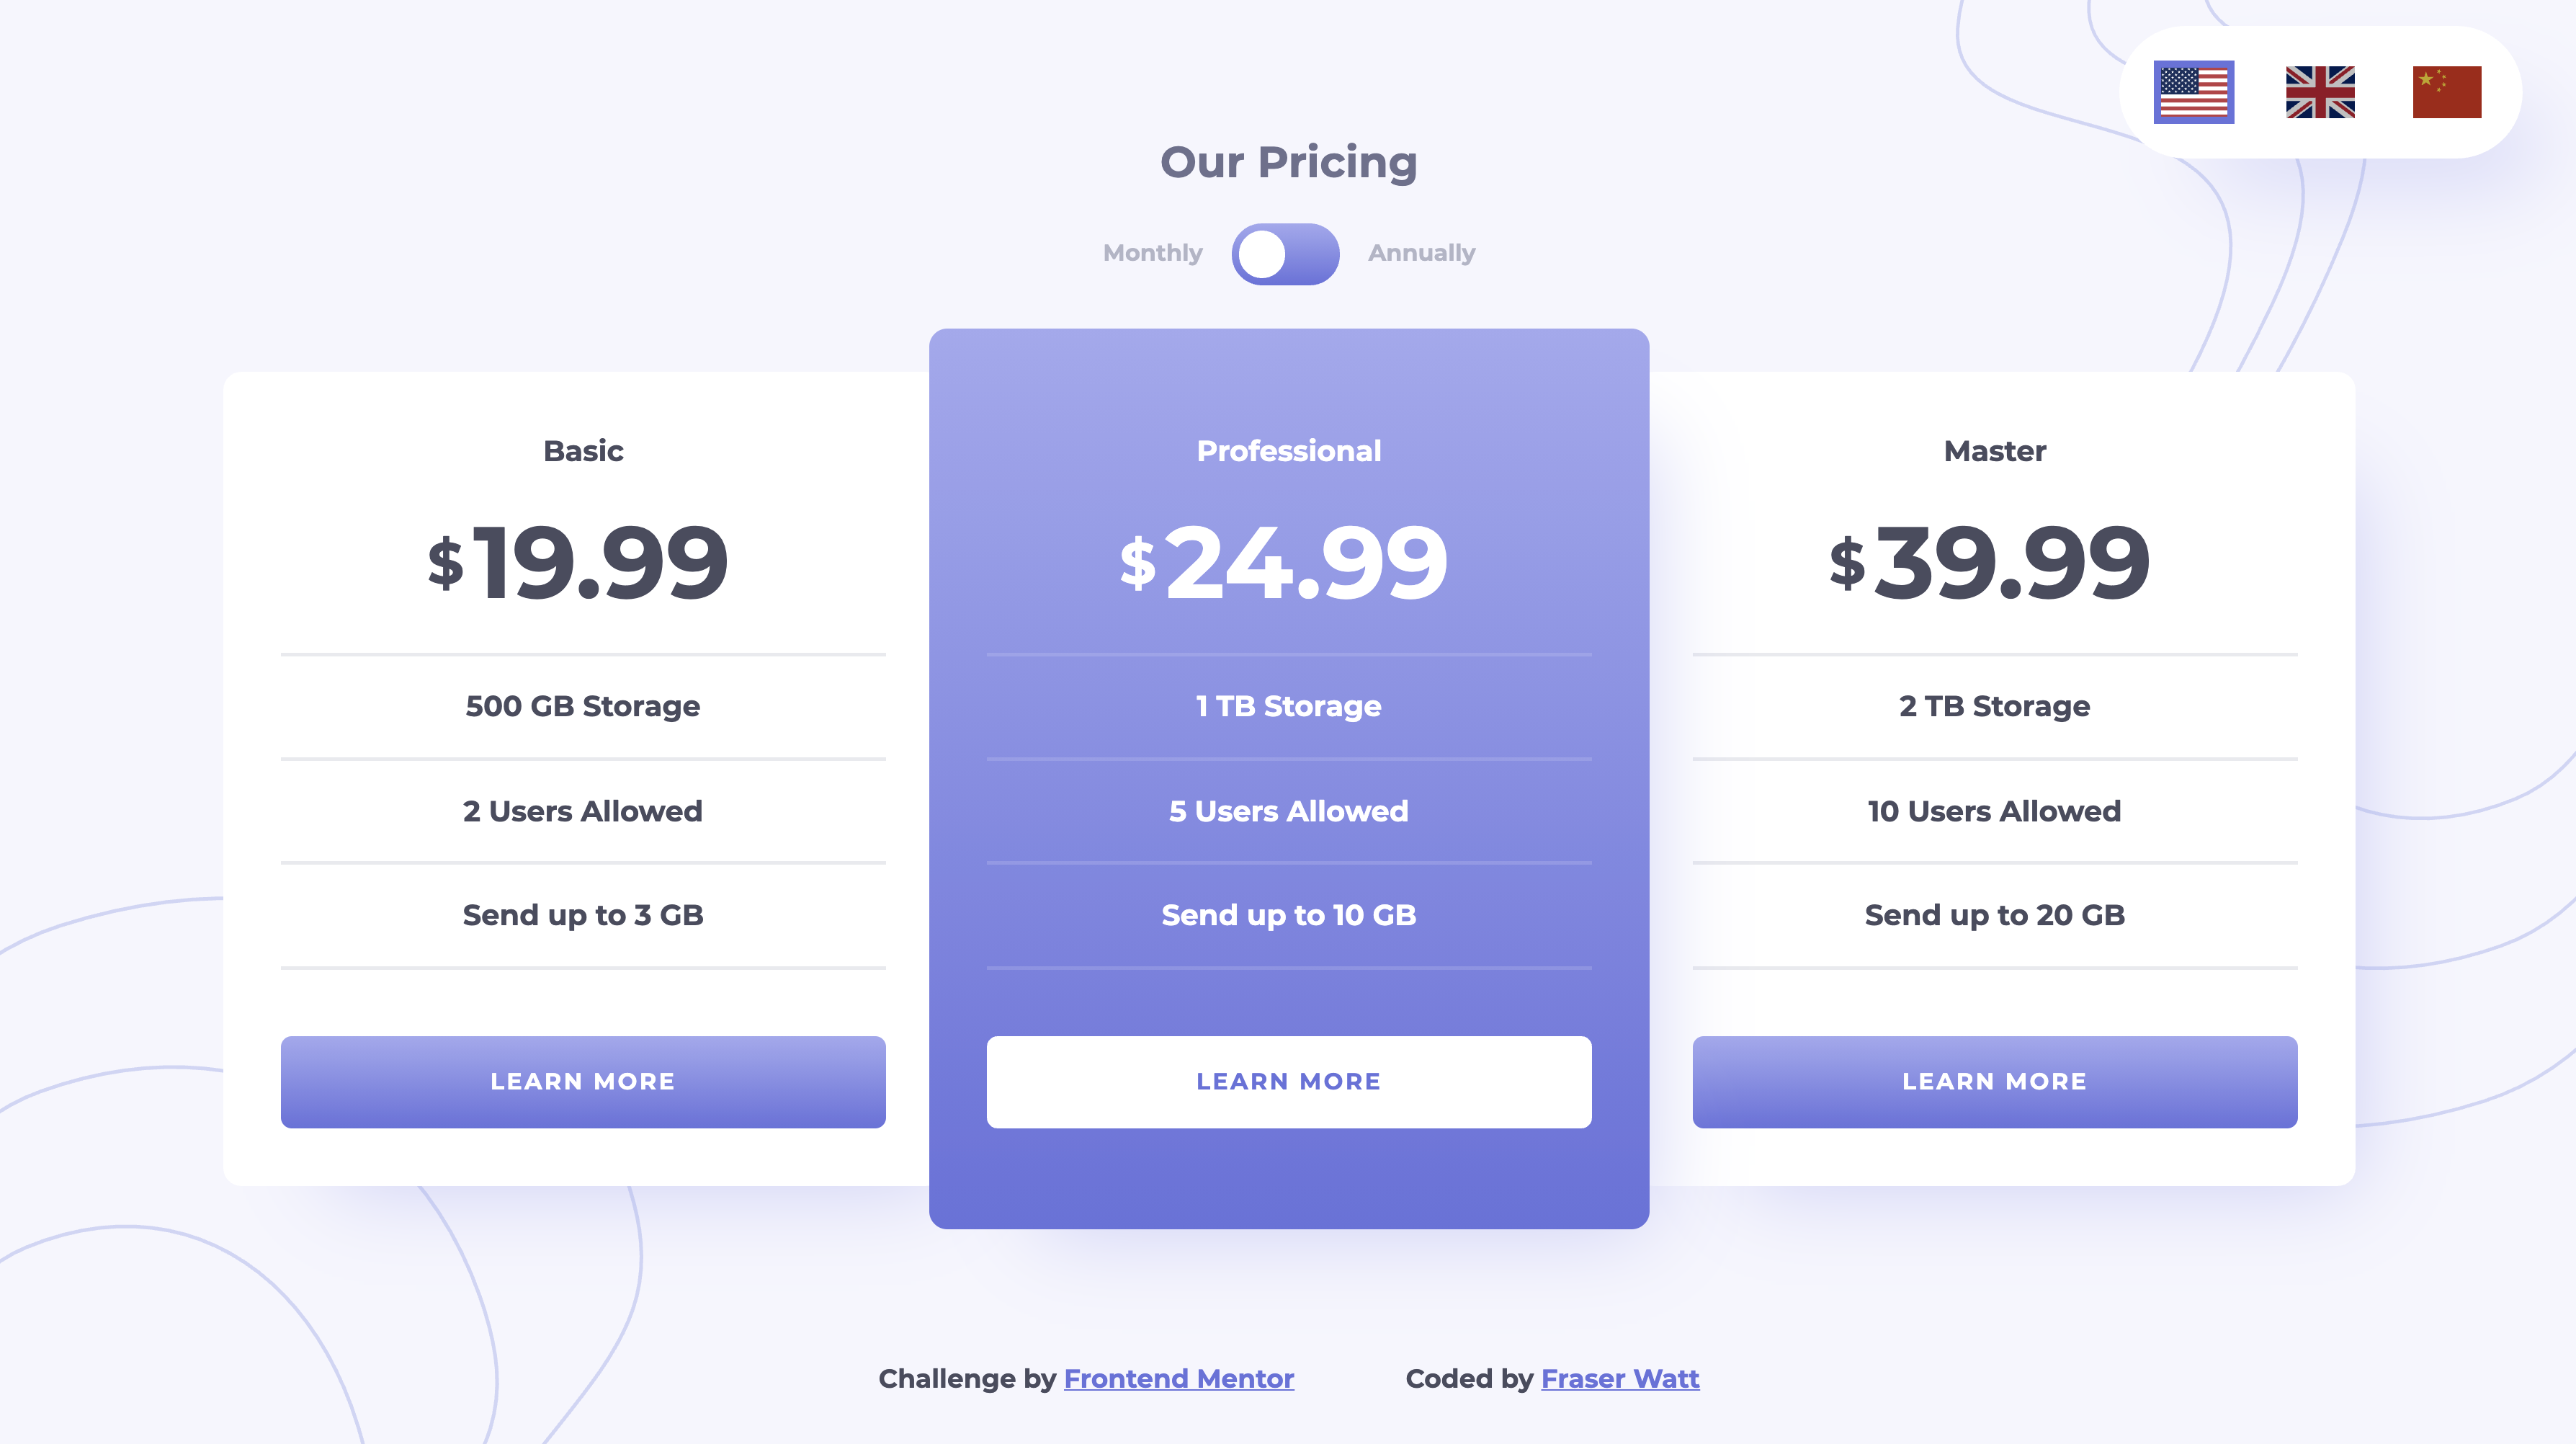 Our Pricing
Monthly
Annually
Basic
$19.99
500 GB Storage
2 Users Allowed
Send up to 3 GB
LEARN MORE
Professional
$24.99
1 TB Storage
5 Users Allowed
Send up to 10 GB
LEARN MORE
Master
$39.99
2 TB Storage
10 Users Allowed
Send up to 20 GB
LEARN MORE
Challenge by Frontend Mentor
Coded by Fraser Watt